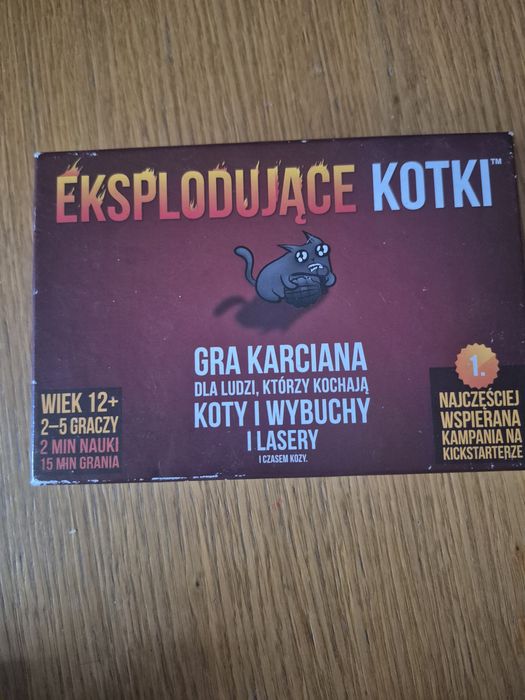 EKSPLODUJĄCE KOTKI™
GRA KARCIANA
DLA LUDZI, KTÓRZY KOCHAJĄ
KOTY I WYBUCHY
I LASERY
I CZASEM KOZY.
WIEK 12+
2–5 GRACZY
2 MIN NAUKI
15 MIN GRANIA
1.
NAJCZĘŚCIEJ
WSPIERANA
KAMPANIA NA
KICKSTARTERZE